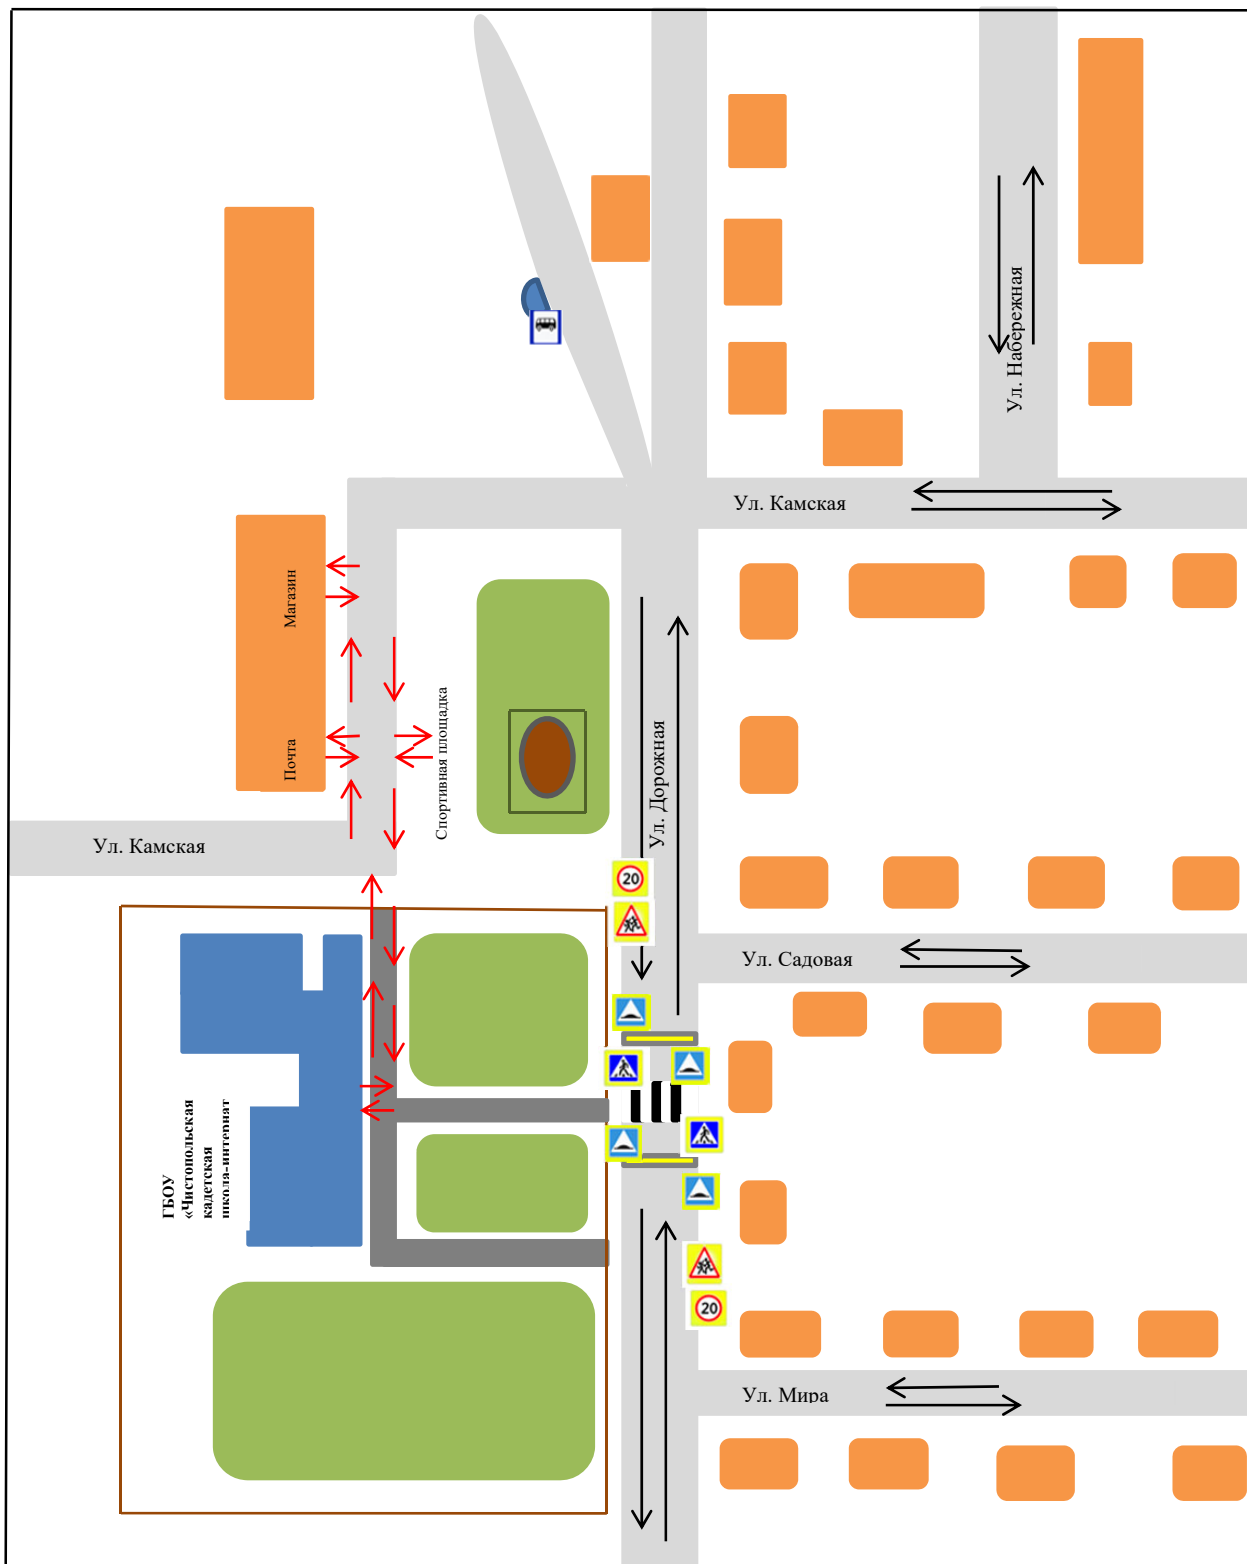 Ул. Набережная
Ул. Камская
Магазин
Почта
Спортивная площадка
Ул. Дорожная
Ул. Камская
20
Ул. Садовая
ГБОУ
«Чистопольская
кадетская
школа-интернат
20
Ул. Мира